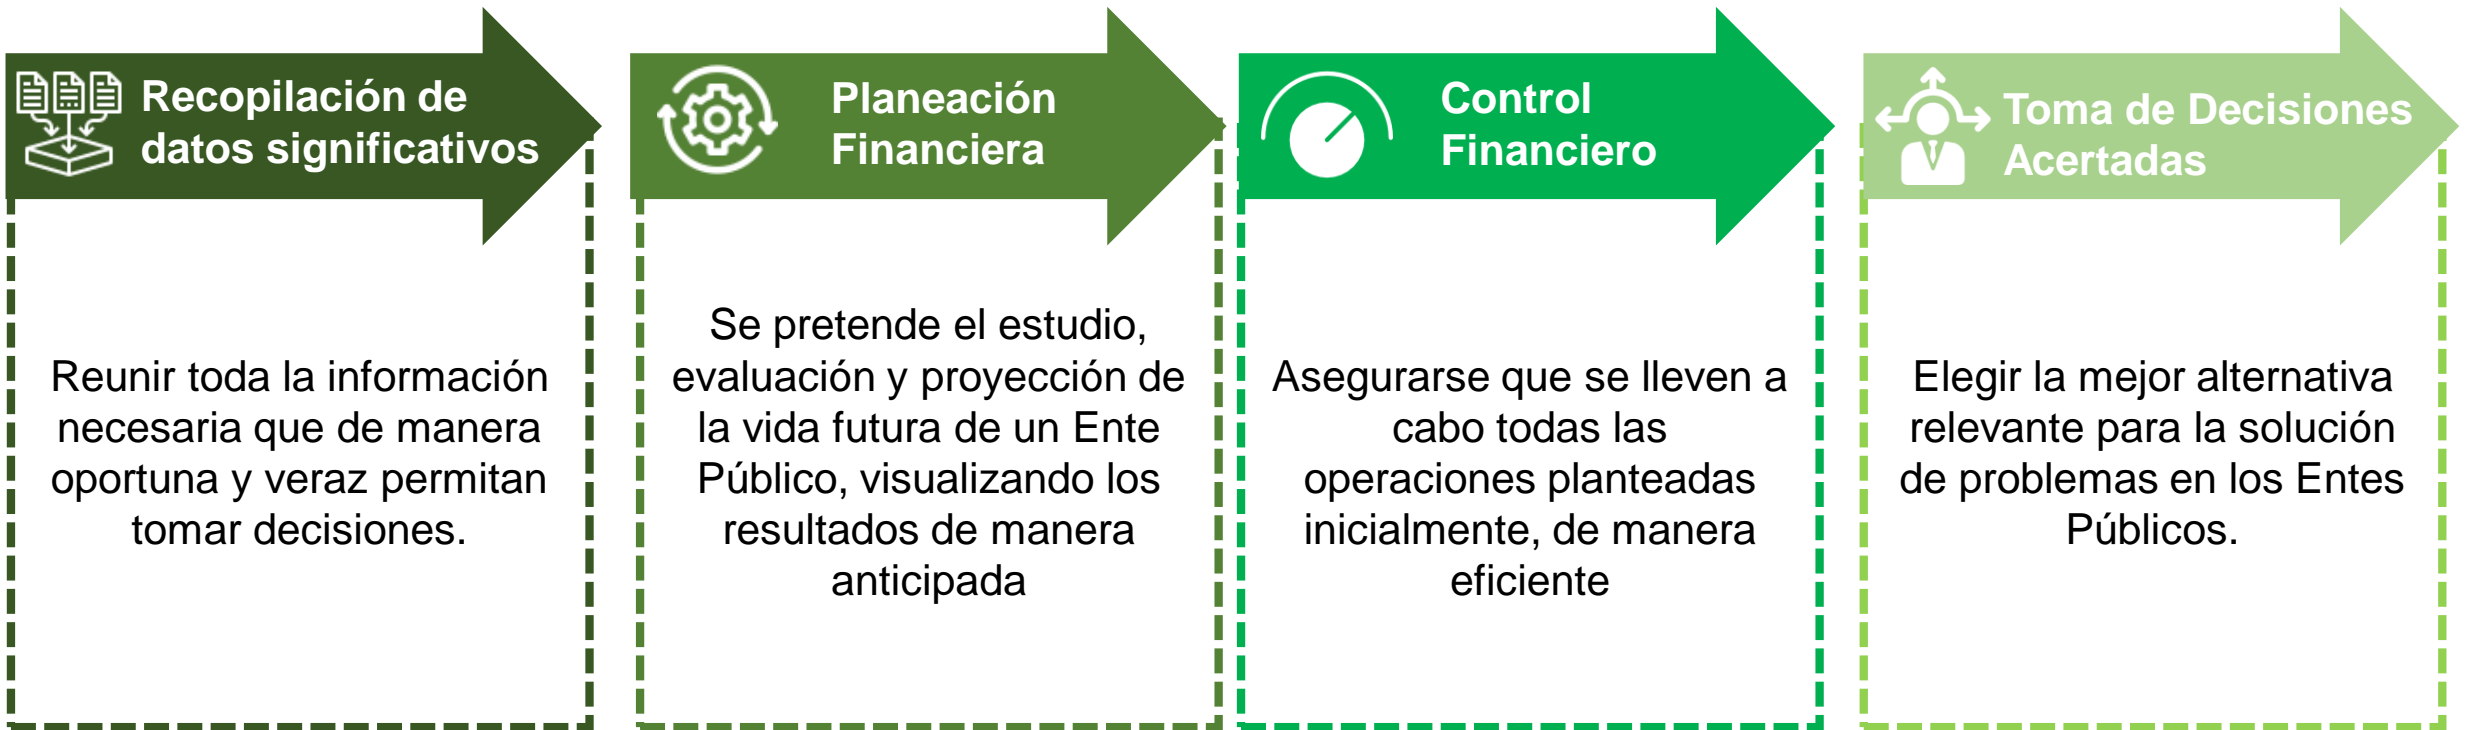 Recopilación de
datos significativos
Reunir toda la información
necesaria que de manera
oportuna y veraz permitan
tomar decisiones.
Planeación
Financiera
Se pretende el estudio,
evaluación y proyección de
la vida futura de un Ente
Público, visualizando los
resultados de manera
anticipada
Control
Financiero
Asegurarse que se lleven a
cabo todas las
operaciones planteadas
inicialmente, de manera
eficiente
Toma de Decisiones
Acertadas
Elegir la mejor alternativa
relevante para la solución
de problemas en los Entes
Públicos.